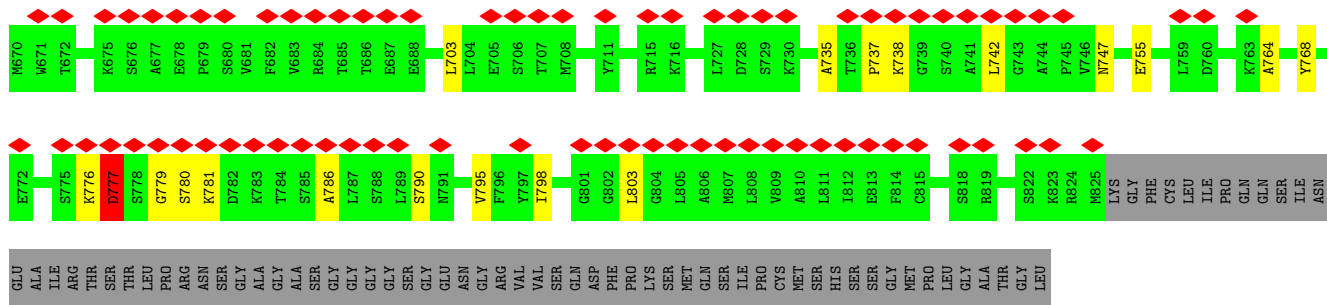 M670 W671 T672 K675 S676 A677 E678 P679 S680 V681 F682 V683 R684 T685 T686 E687 E688 L703 L704 E705 S706 T707 M708 Y711 R715 K716 L727 D728 S729 K730 A735 T736 P737 K738 G739 S740 A741 L742 G743 A744 P745 V746 N747 E755 L759 D760 K763 A764 Y768
E772 S775 K776 D777 S778 G779 S780 K781 D782 K783 T784 S785 A786 L787 S788 L789 S790 N791 V795 F796 Y797 I798 G801 G802 L803 G804 L805 A806 M807 L808 V809 A810 L811 I812 E813 F814 C815 S818 R819 S822 K823 R824 M825 LYS GLY PHE CYS LEU ILE PRO GLN GLN SER ILE ASN
GLU ALA ILE ARG THR SER THR LEU PRO ARG ASN SER GLY ALA GLY ALA SER GLY GLY GLY GLY SER GLY GLU ASN GLY ARG VAL VAL SER GLN ASP PHE PRO LYS SER MET GLN SER ILE PRO CYS MET SER HIS SER SER GLY MET PRO LEU GLY ALA THR GLY LEU